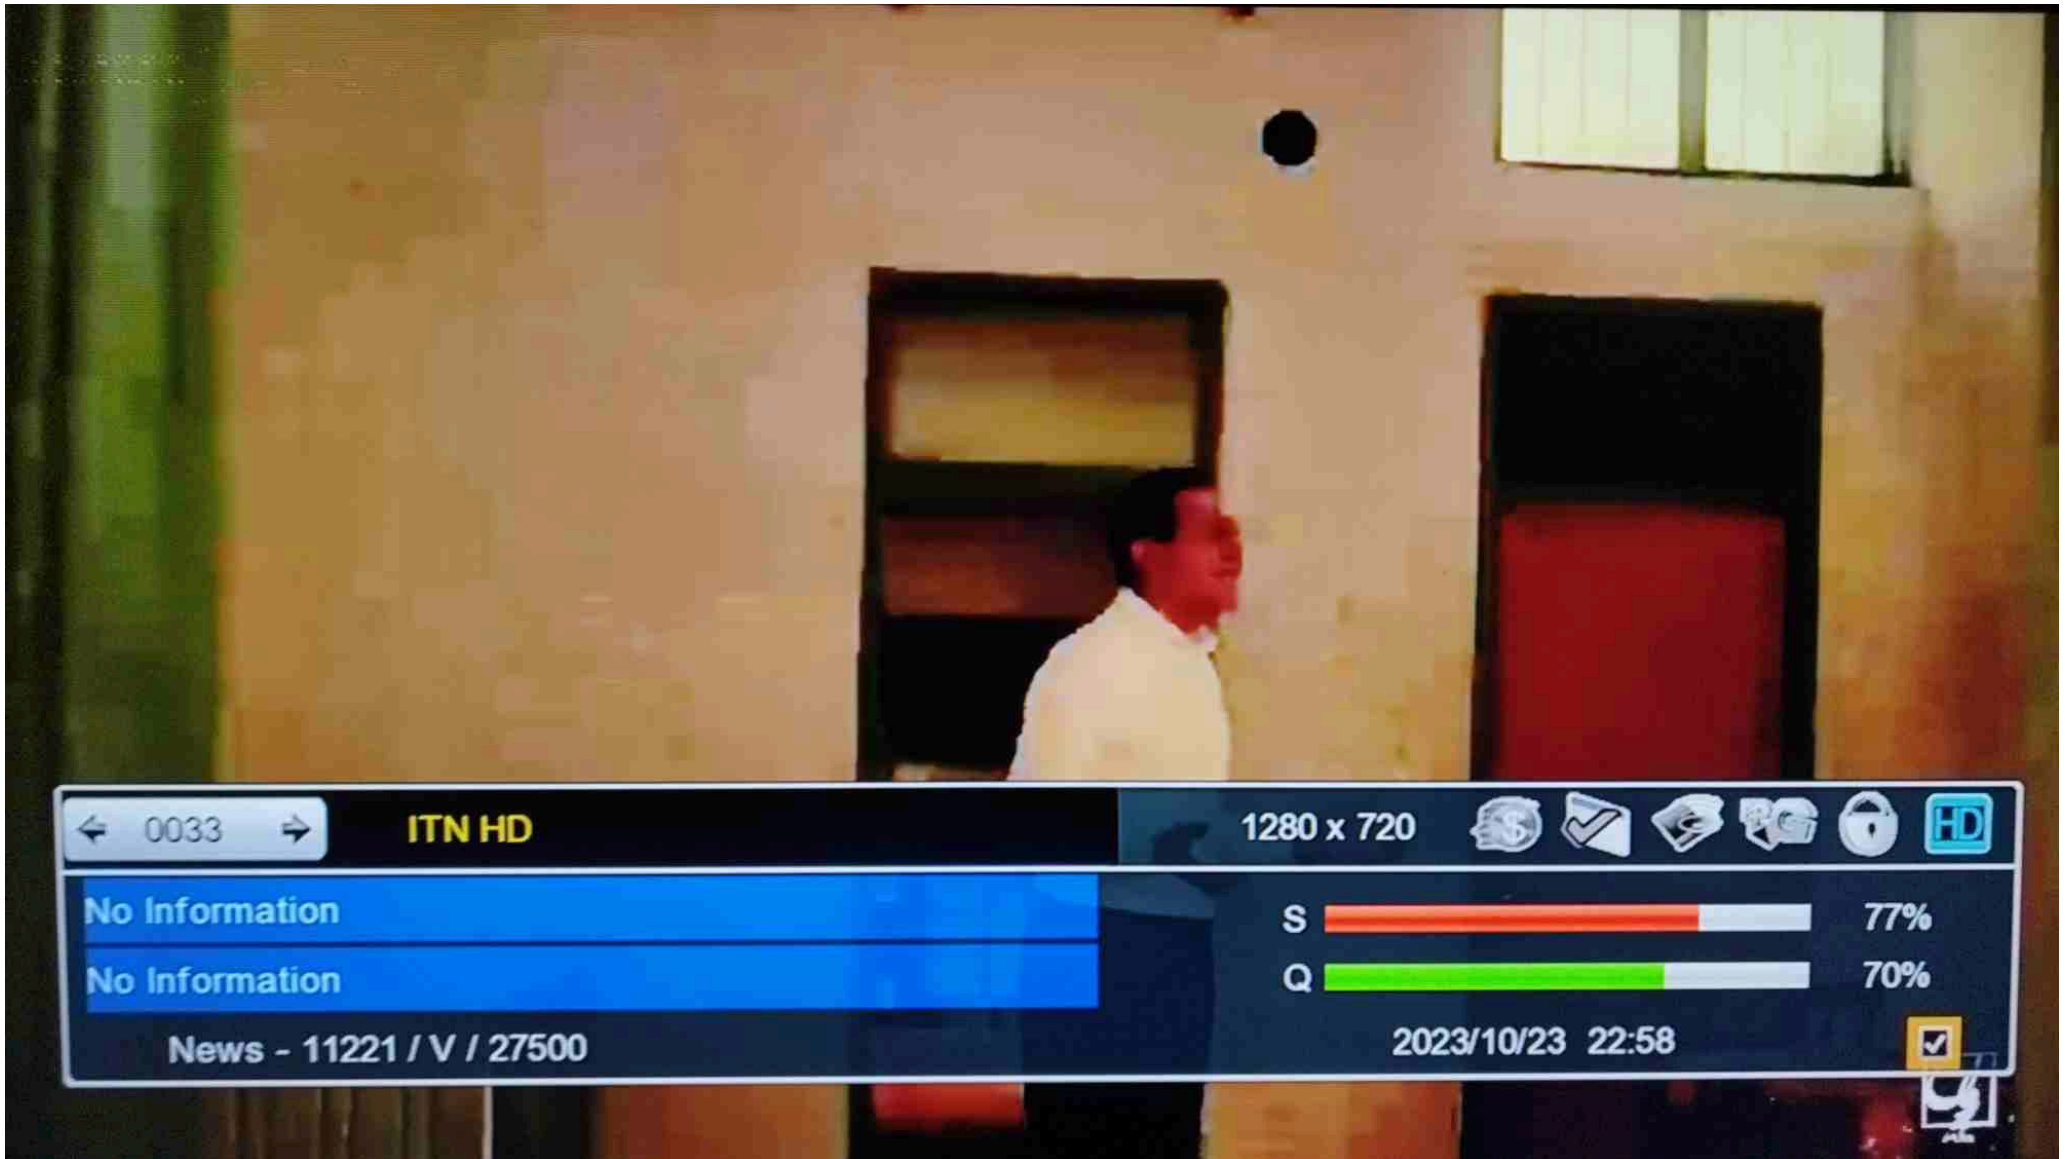 0033 ITN HD 1280 x 720 HD
No Information
S 77%
No Information
Q 70%
News - 11221 / V / 27500 2023/10/23 22:58